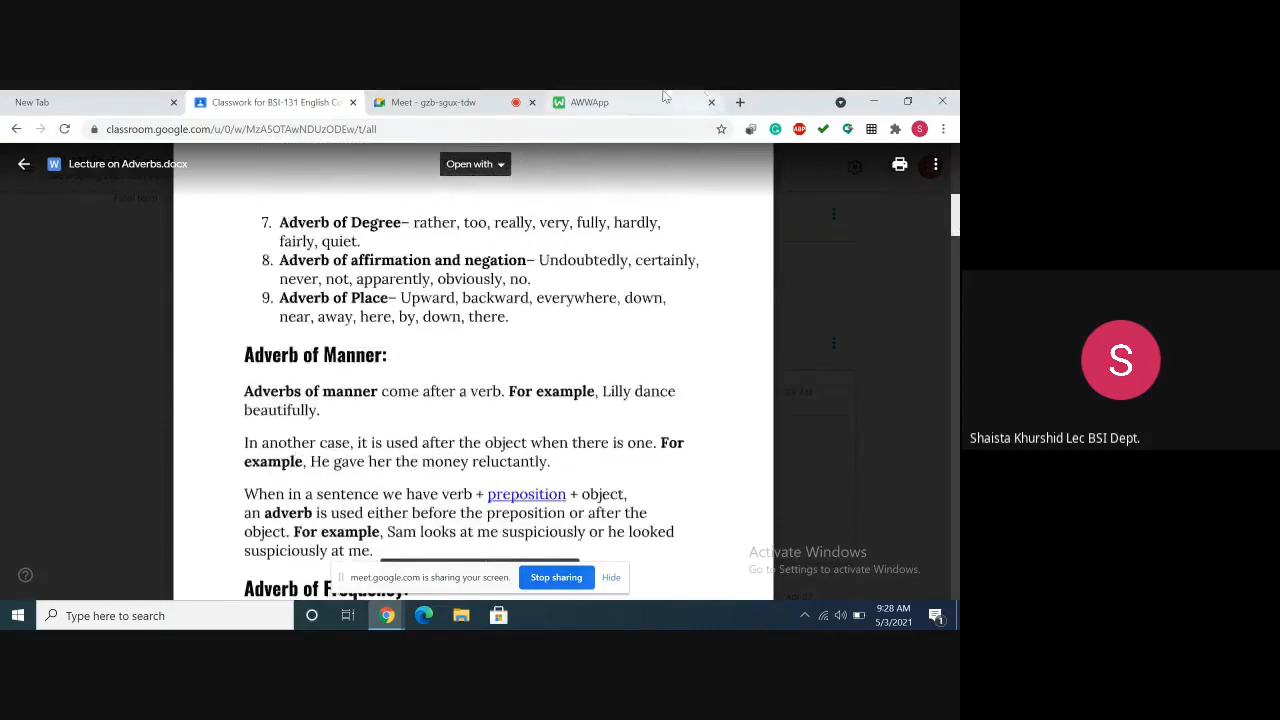 New Tab
Classwork for BSI-131 English Co
Meet - gzb-sgux-tdw
AWWApp
classroom.google.com/u/0/w/MzA5OTAwNDUzODEw/t/all
S
W Lecture on Adverbs.docx
Open with
7. Adverb of Degree– rather, too, really, very, fully, hardly,
fairly, quiet.
8. Adverb of affirmation and negation– Undoubtedly, certainly,
never, not, apparently, obviously, no.
9. Adverb of Place– Upward, backward, everywhere, down,
near, away, here, by, down, there.
Adverb of Manner:
Adverbs of manner come after a verb. For example, Lilly dance
beautifully.
In another case, it is used after the object when there is one. For
example, He gave her the money reluctantly.
When in a sentence we have verb + preposition + object,
an adverb is used either before the preposition or after the
object. For example, Sam looks at me suspiciously or he looked
suspiciously at me.
Adverb of Frequency:
meet.google.com is sharing your screen.
Stop sharing
Hide
Activate Windows
Go to Settings to activate Windows.
Type here to search
9:28 AM
5/3/2021
S
Shaista Khurshid Lec BSI Dept.